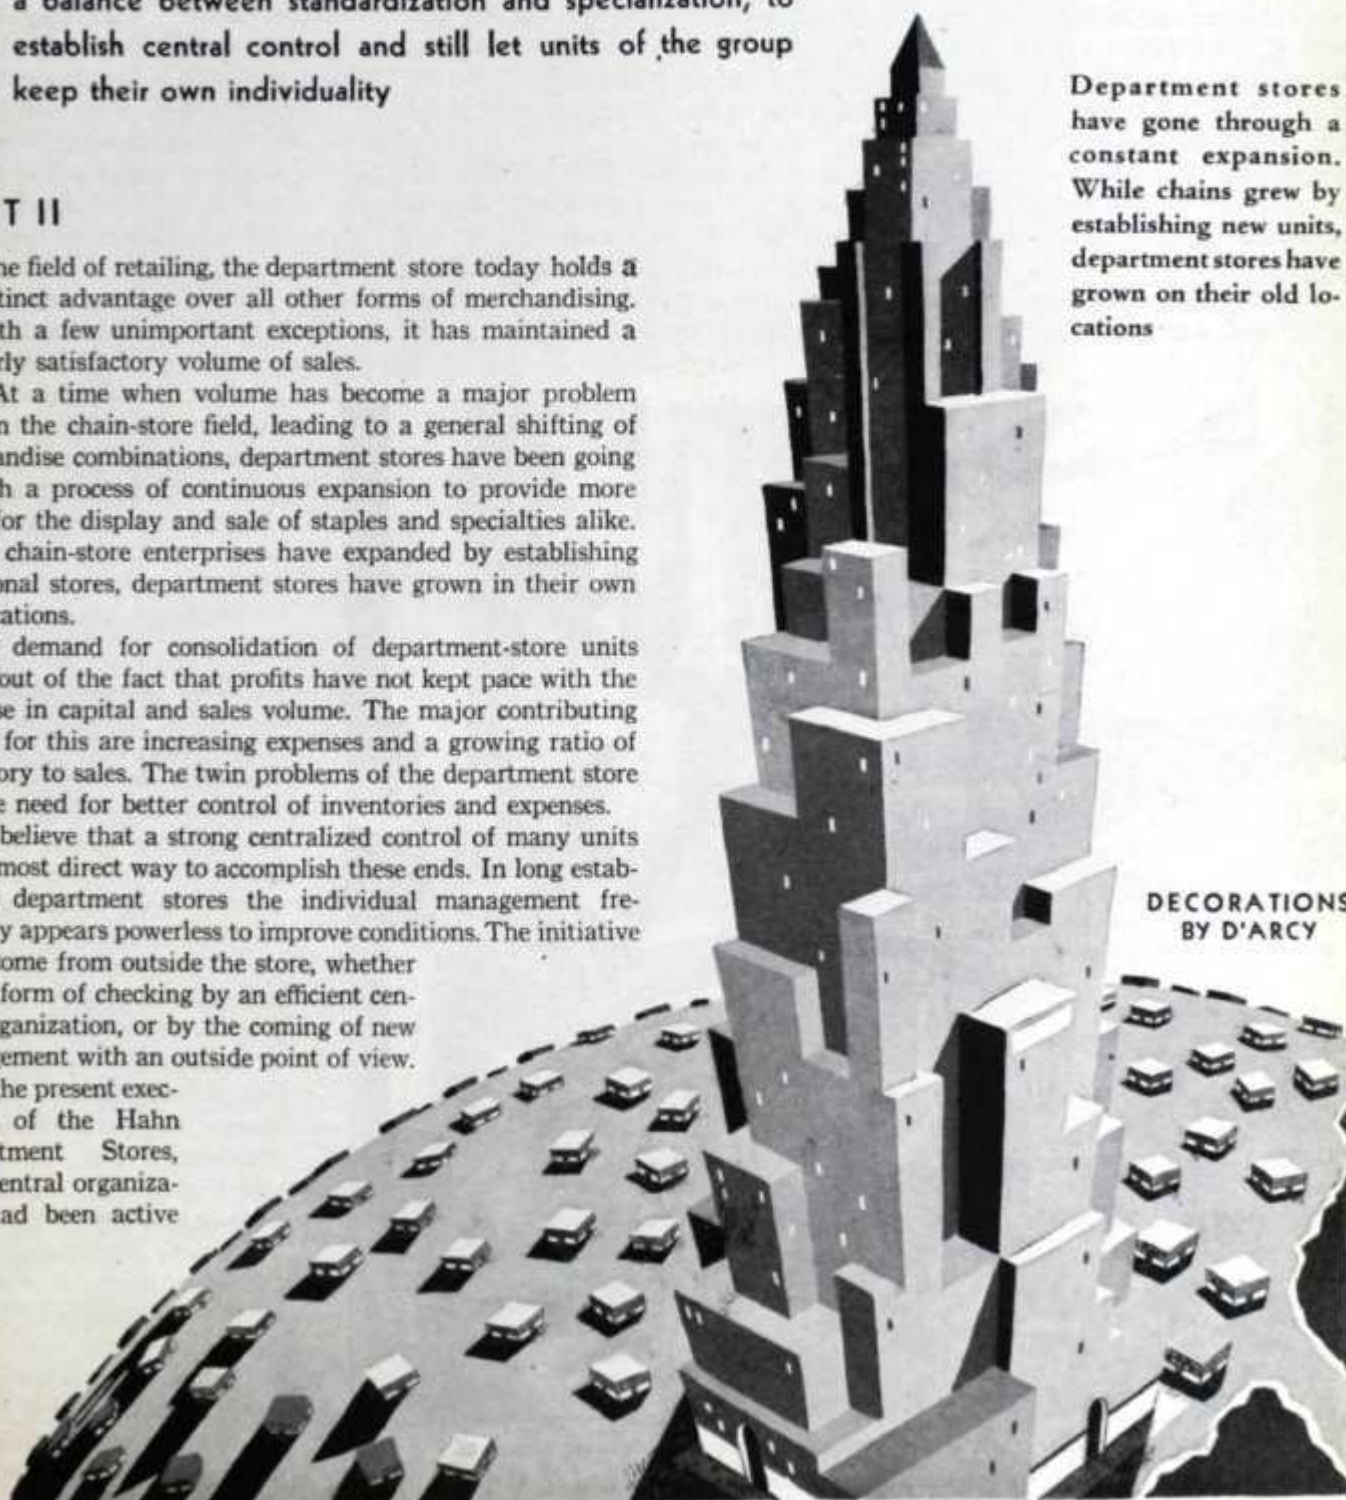 a balance between standardization and specialization, to
establish central control and still let units of the group
keep their own individuality
Department stores
have gone through a
constant expansion.
While chains grew by
establishing new units,
department stores have
grown on their old lo-
cations
T II
ne field of retailing, the department store today holds a
tinct advantage over all other forms of merchandising.
th a few unimportant exceptions, it has maintained a
rly satisfactory volume of sales.
At a time when volume has become a major problem
n the chain-store field, leading to a general shifting of
andise combinations, department stores have been going
h a process of continuous expansion to provide more
for the display and sale of staples and specialties alike.
chain-store enterprises have expanded by establishing
onal stores, department stores have grown in their own
ations.
demand for consolidation of department-store units
out of the fact that profits have not kept pace with the
se in capital and sales volume. The major contributing
for this are increasing expenses and a growing ratio of
ory to sales. The twin problems of the department store
e need for better control of inventories and expenses.
believe that a strong centralized control of many units
most direct way to accomplish these ends. In long estab-
department stores the individual management fre-
y appears powerless to improve conditions. The initiative
ome from outside the store, whether
form of checking by an efficient cen-
ganization, or by the coming of new
ement with an outside point of view.
he present exec-
of the Hahn
tment Stores,
entral organiza-
ad been active
DECORATIONS
BY D'ARCY